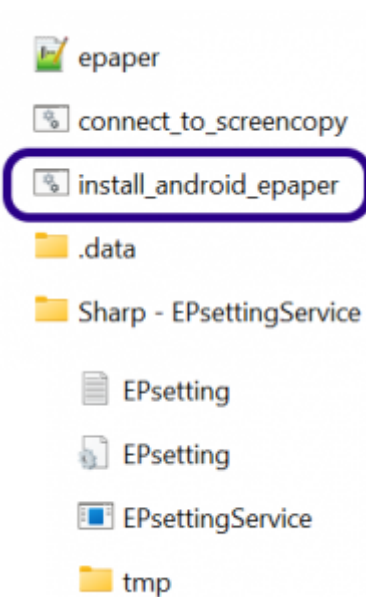 epaper
connect_to_screencopy
install_android_epaper
.data
Sharp - EPsettingService
EPsetting
EPsetting
EPsettingService
tmp